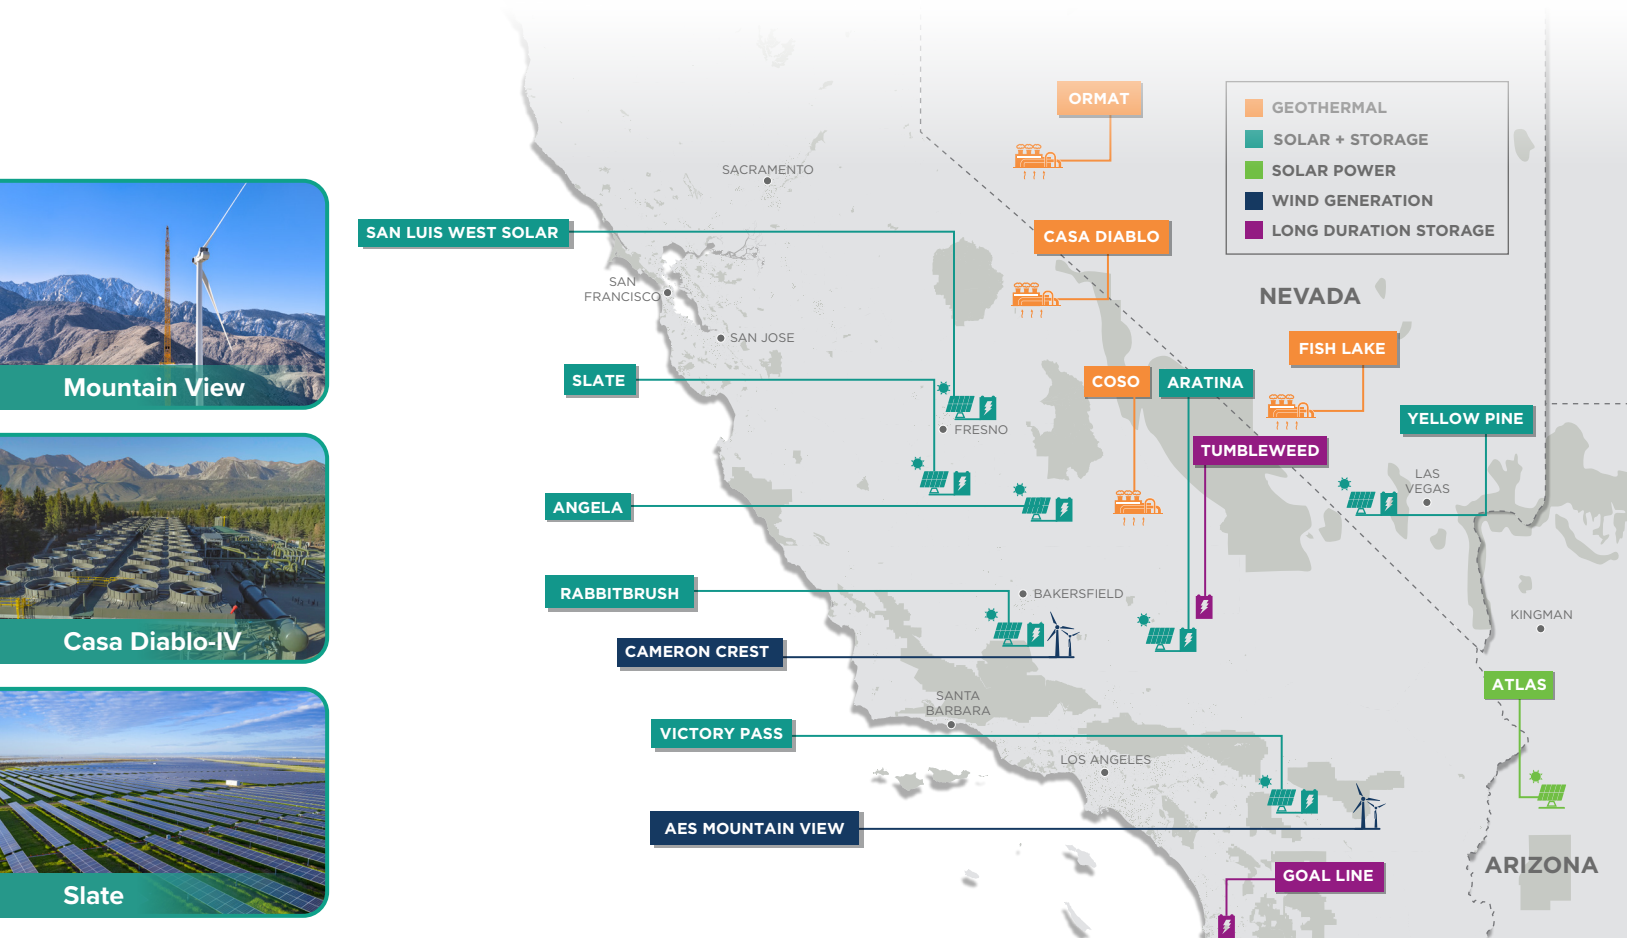 ORMAT
GEOTHERMAL
SOLAR + STORAGE
SOLAR POWER
WIND GENERATION
LONG DURATION STORAGE
SACRAMENTO
SAN LUIS WEST SOLAR
CASA DIABLO
SAN
FRANCISCO
NEVADA
SAN JOSE
FISH LAKE
SLATE
COSO
ARATINA
Mountain View
YELLOW PINE
FRESNO
TUMBLEWEED
LAS
VEGAS
ANGELA
RABBITBRUSH
BAKERSFIELD
KINGMAN
Casa Diablo-IV
CAMERON CREST
ATLAS
SANTA
BARBARA
VICTORY PASS
LOS ANGELES
AES MOUNTAIN VIEW
ARIZONA
GOAL LINE
Slate